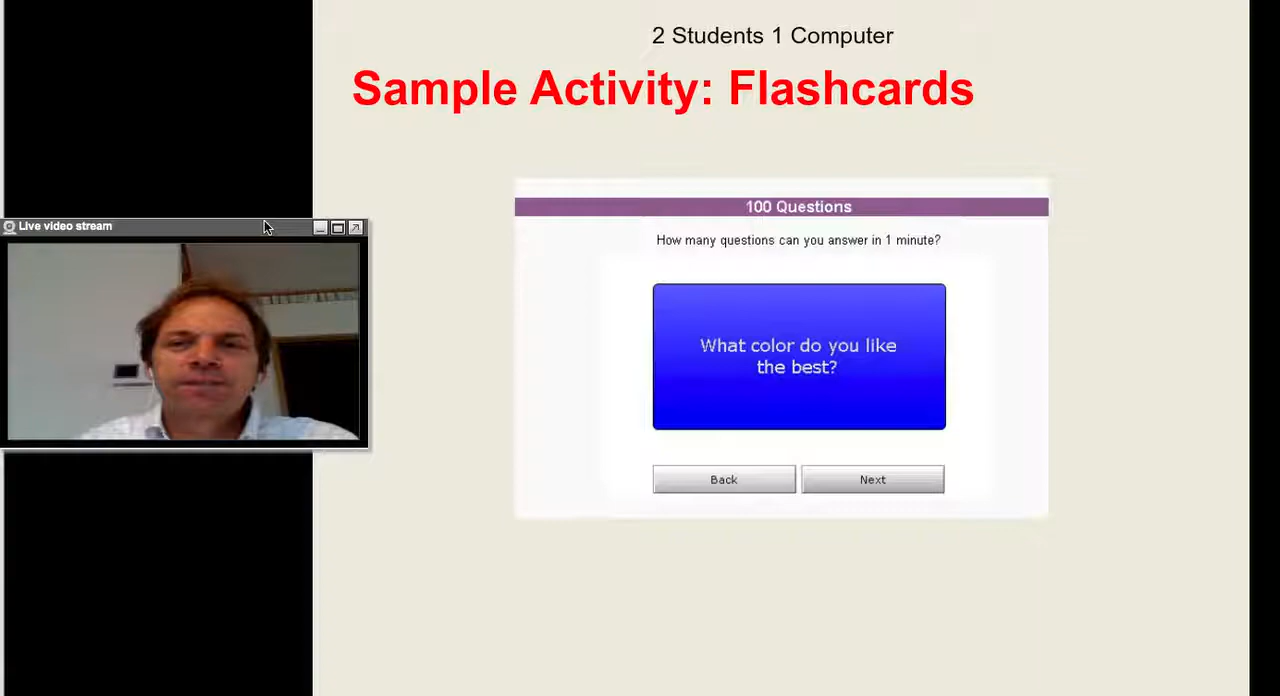 2 Students 1 Computer
Sample Activity: Flashcards
Live video stream
100 Questions
How many questions can you answer in 1 minute?
What color do you like
the best?
Back
Next